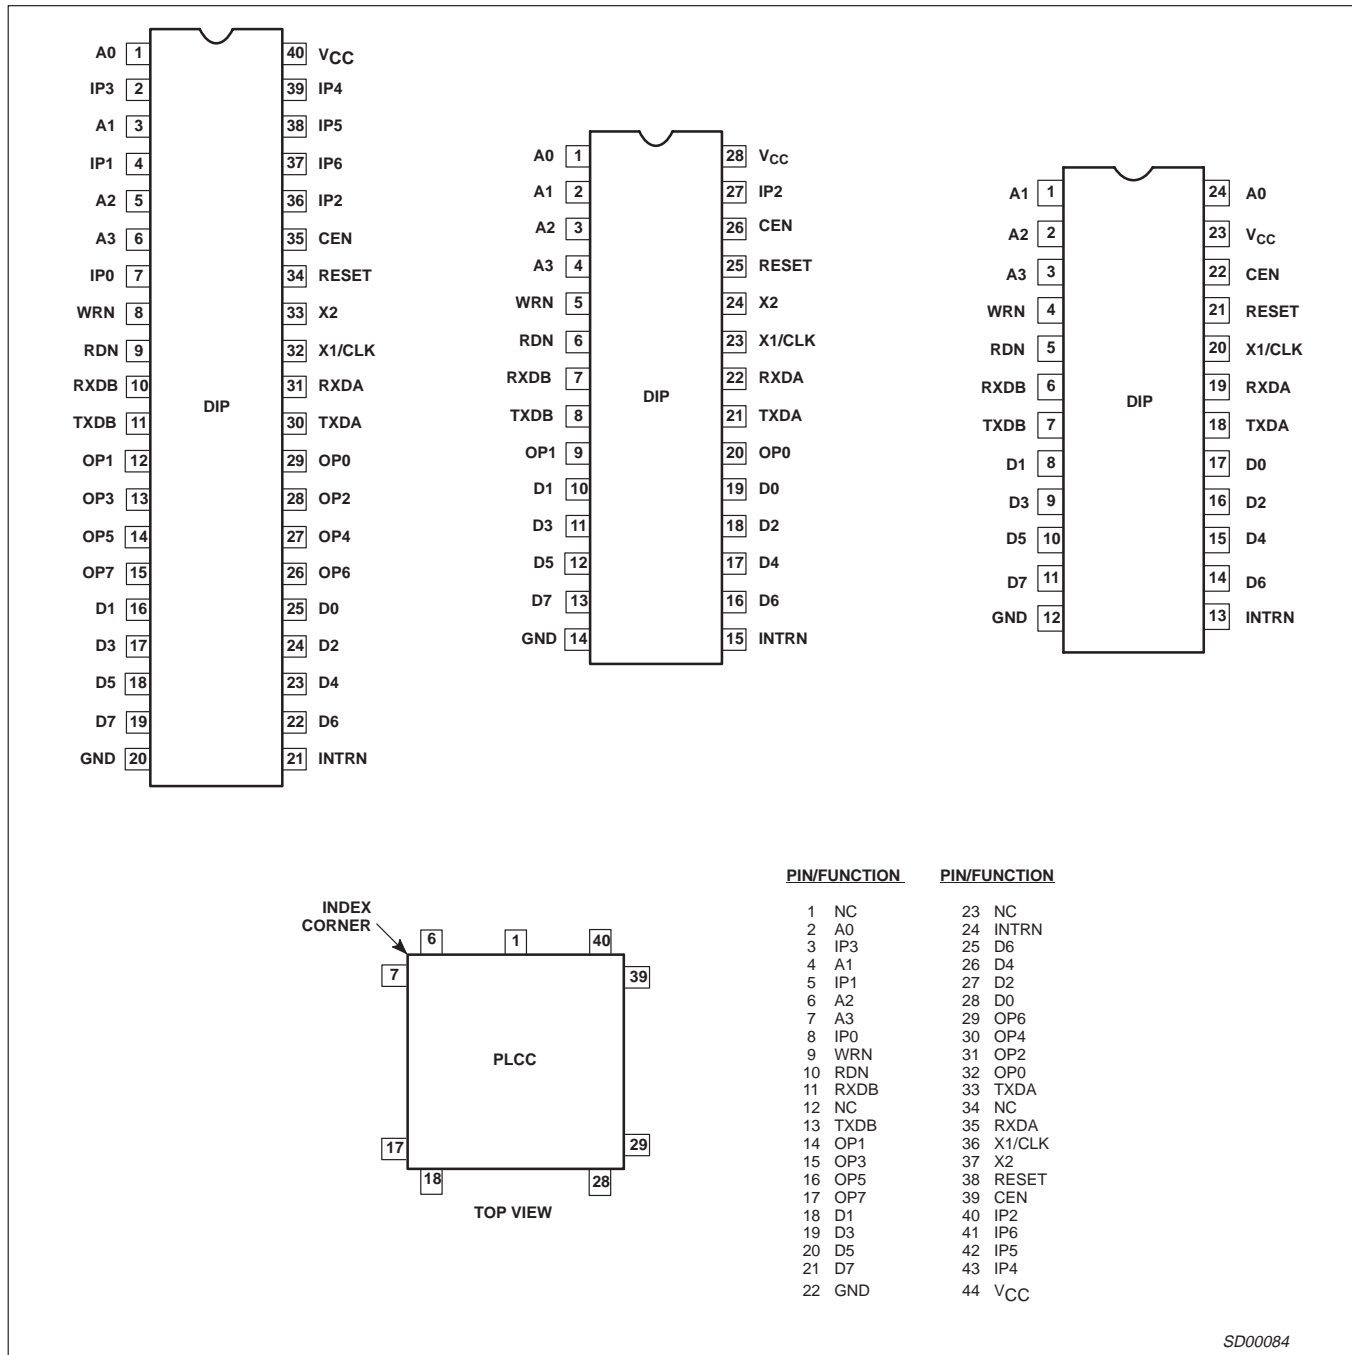 A0 1 40 VCC
IP3 2 39 IP4
A1 3 38 IP5
IP1 4 37 IP6
A2 5 36 IP2
A3 6 35 CEN
IP0 7 34 RESET
WRN 8 33 X2
RDN 9 32 X1/CLK
RXDB 10 31 RXDA
TXDB 11 30 TXDA
DIP
OP1 12 29 OP0
OP3 13 28 OP2
OP5 14 27 OP4
OP7 15 26 OP6
D1 16 25 D0
D3 17 24 D2
D5 18 23 D4
D7 19 22 D6
GND 20 21 INTRN
A0 1 28 VCC
A1 2 27 IP2
A2 3 26 CEN
A3 4 25 RESET
WRN 5 24 X2
RDN 6 23 X1/CLK
RXDB 7 22 RXDA
DIP
TXDB 8 21 TXDA
OP1 9 20 OP0
D1 10 19 D0
D3 11 18 D2
D5 12 17 D4
D7 13 16 D6
GND 14 15 INTRN
A1 1 24 A0
A2 2 23 VCC
A3 3 22 CEN
WRN 4 21 RESET
RDN 5 20 X1/CLK
RXDB 6 19 RXDA
DIP
TXDB 7 18 TXDA
D1 8 17 D0
D3 9 16 D2
D5 10 15 D4
D7 11 14 D6
GND 12 13 INTRN
INDEX
CORNER
6 1 40
7 39
PLCC
17 29
18 28
TOP VIEW
PIN/FUNCTION PIN/FUNCTION
1 NC 23 NC
2 A0 24 INTRN
3 IP3 25 D6
4 A1 26 D4
5 IP1 27 D2
6 A2 28 D0
7 A3 29 OP6
8 IP0 30 OP4
9 WRN 31 OP2
10 RDN 32 OP0
11 RXDB 33 TXDA
12 NC 34 NC
13 TXDB 35 RXDA
14 OP1 36 X1/CLK
15 OP3 37 X2
16 OP5 38 RESET
17 OP7 39 CEN
18 D1 40 IP2
19 D3 41 IP6
20 D5 42 IP5
21 D7 43 IP4
22 GND 44 VCC
SD00084